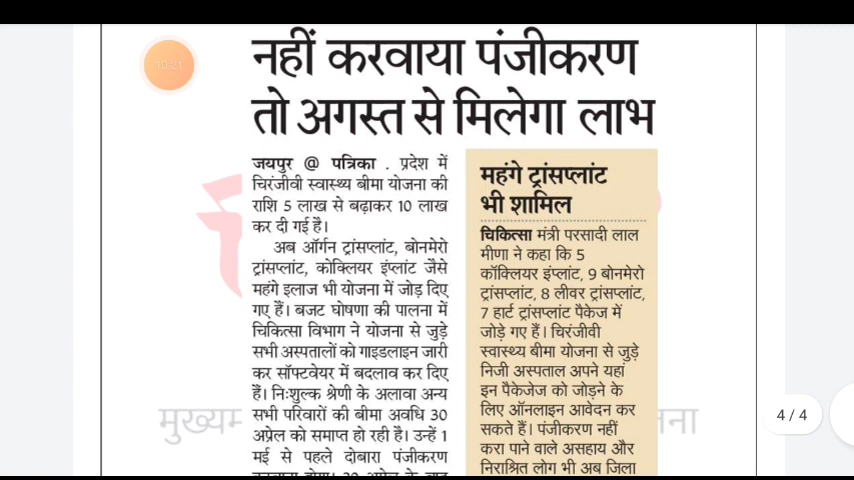 10:21
नहीं करवाया पंजीकरण
तो अगस्त से मिलेगा लाभ
जयपुर @ पत्रिका . प्रदेश में
चिरंजीवी स्वास्थ्य बीमा योजना की
राशि 5 लाख से बढ़ाकर 10 लाख
कर दी गई है।
अब ऑर्गन ट्रांसप्लांट, बोनमेरो
ट्रांसप्लांट, कोक्लियर इंप्लांट जैसे
महंगे इलाज भी योजना में जोड़ दिए
गए हैं। बजट घोषणा की पालना में
चिकित्सा विभाग ने योजना से जुड़े
सभी अस्पतालों को गाइडलाइन जारी
कर सॉफ्टवेयर में बदलाव कर दिए
हैं। निःशुल्क श्रेणी के अलावा अन्य
सभी परिवारों की बीमा अवधि 30
अप्रेल को समाप्त हो रही है। उन्हें 1
मई से पहले दोबारा पंजीकरण
महंगे ट्रांसप्लांट
भी शामिल
चिकित्सा मंत्री परसादी लाल
मीणा ने कहा कि 5
कॉक्लियर इंप्लांट, 9 बोनमेरो
ट्रांसप्लांट, 8 लीवर ट्रांसप्लांट,
7 हार्ट ट्रांसप्लांट पैकेज में
जोड़े गए हैं। चिरंजीवी
स्वास्थ्य बीमा योजना से जुड़े
निजी अस्पताल अपने यहां
इन पैकेजेज को जोड़ने के
लिए ऑनलाइन आवेदन कर
सकते हैं। पंजीकरण नहीं
करा पाने वाले असहाय और
निराश्रित लोग भी अब जिला
4 / 4